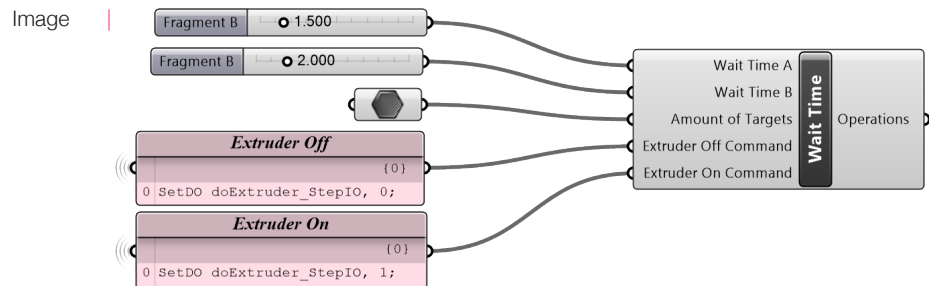 Image
Fragment B 1.500
Fragment B 2.000
Wait Time A
Wait Time B
Amount of Targets
Extruder Off Command
Extruder On Command
Wait Time
Operations
Extruder Off
{0}
0 SetDO doExtruder_StepIO, 0;
Extruder On
{0}
0 SetDO doExtruder_StepIO, 1;